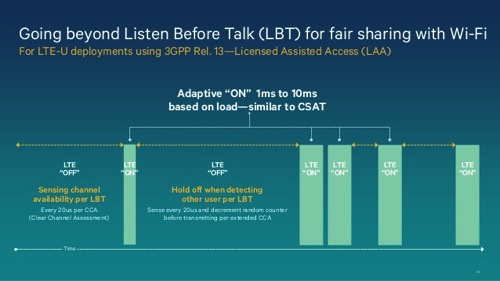 Going beyond Listen Before Talk (LBT) for fair sharing with Wi-Fi
For LTE-U deployments using 3GPP Rel. 13—Licensed Assisted Access (LAA)
Adaptive “ON” 1ms to 10ms
based on load—similar to CSAT
LTE
“OFF”
LTE
“ON”
LTE
“OFF”
LTE
“ON”
LTE
“ON”
LTE
“ON”
LTE
“ON”
Sensing channel
availability per LBT
Every 20us per CCA
(Clear Channel Assessment)
Hold off when detecting
other user per LBT
Sense every 20us and decrement random counter
before transmitting per extended CCA
Time